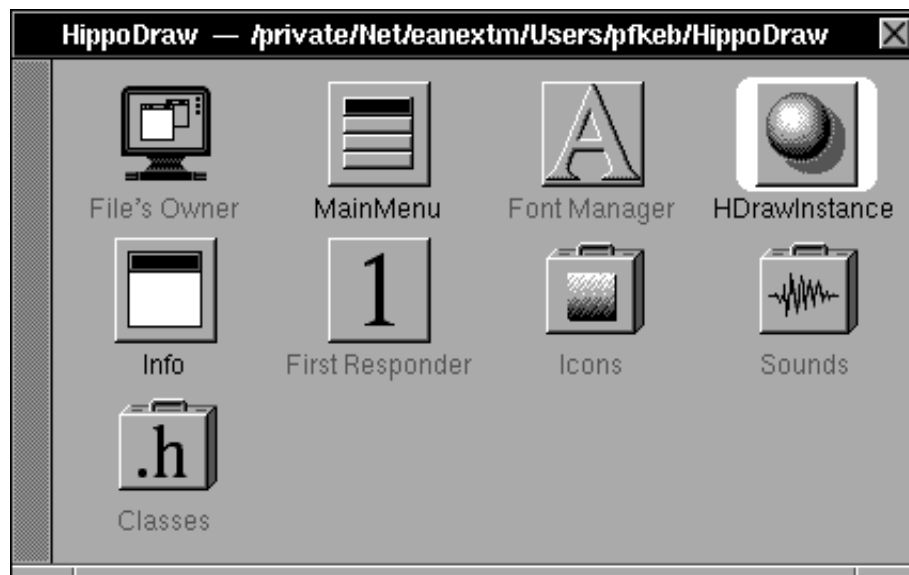 HippoDraw — /private/Net/eanextm/Users/pfkeb/HippoDraw
File's Owner MainMenu Font Manager HDrawInstance
A
1
Info First Responder Icons Sounds
.h
Classes